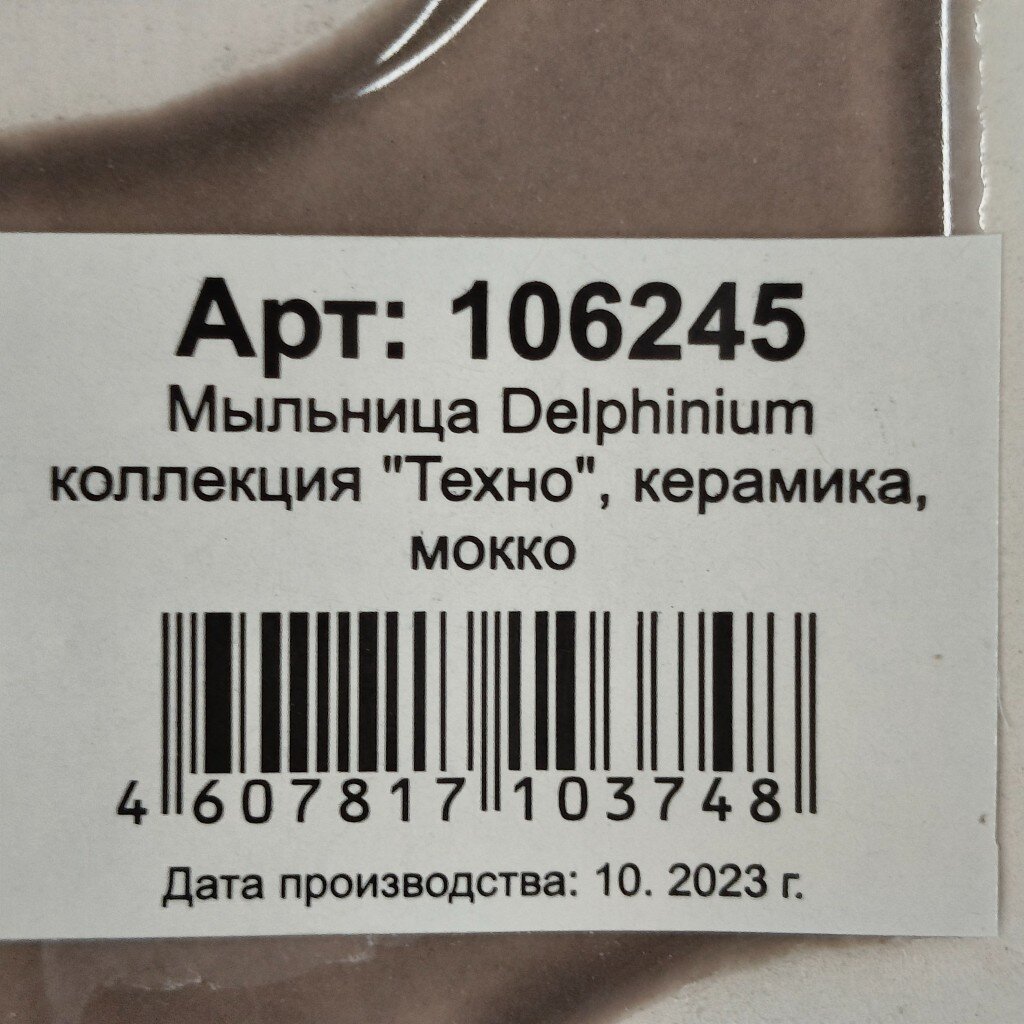 Арт: 106245
Мыльница Delphinium
коллекция "Техно", керамика,
мокко
4 607817 103748
Дата производства: 10. 2023 г.